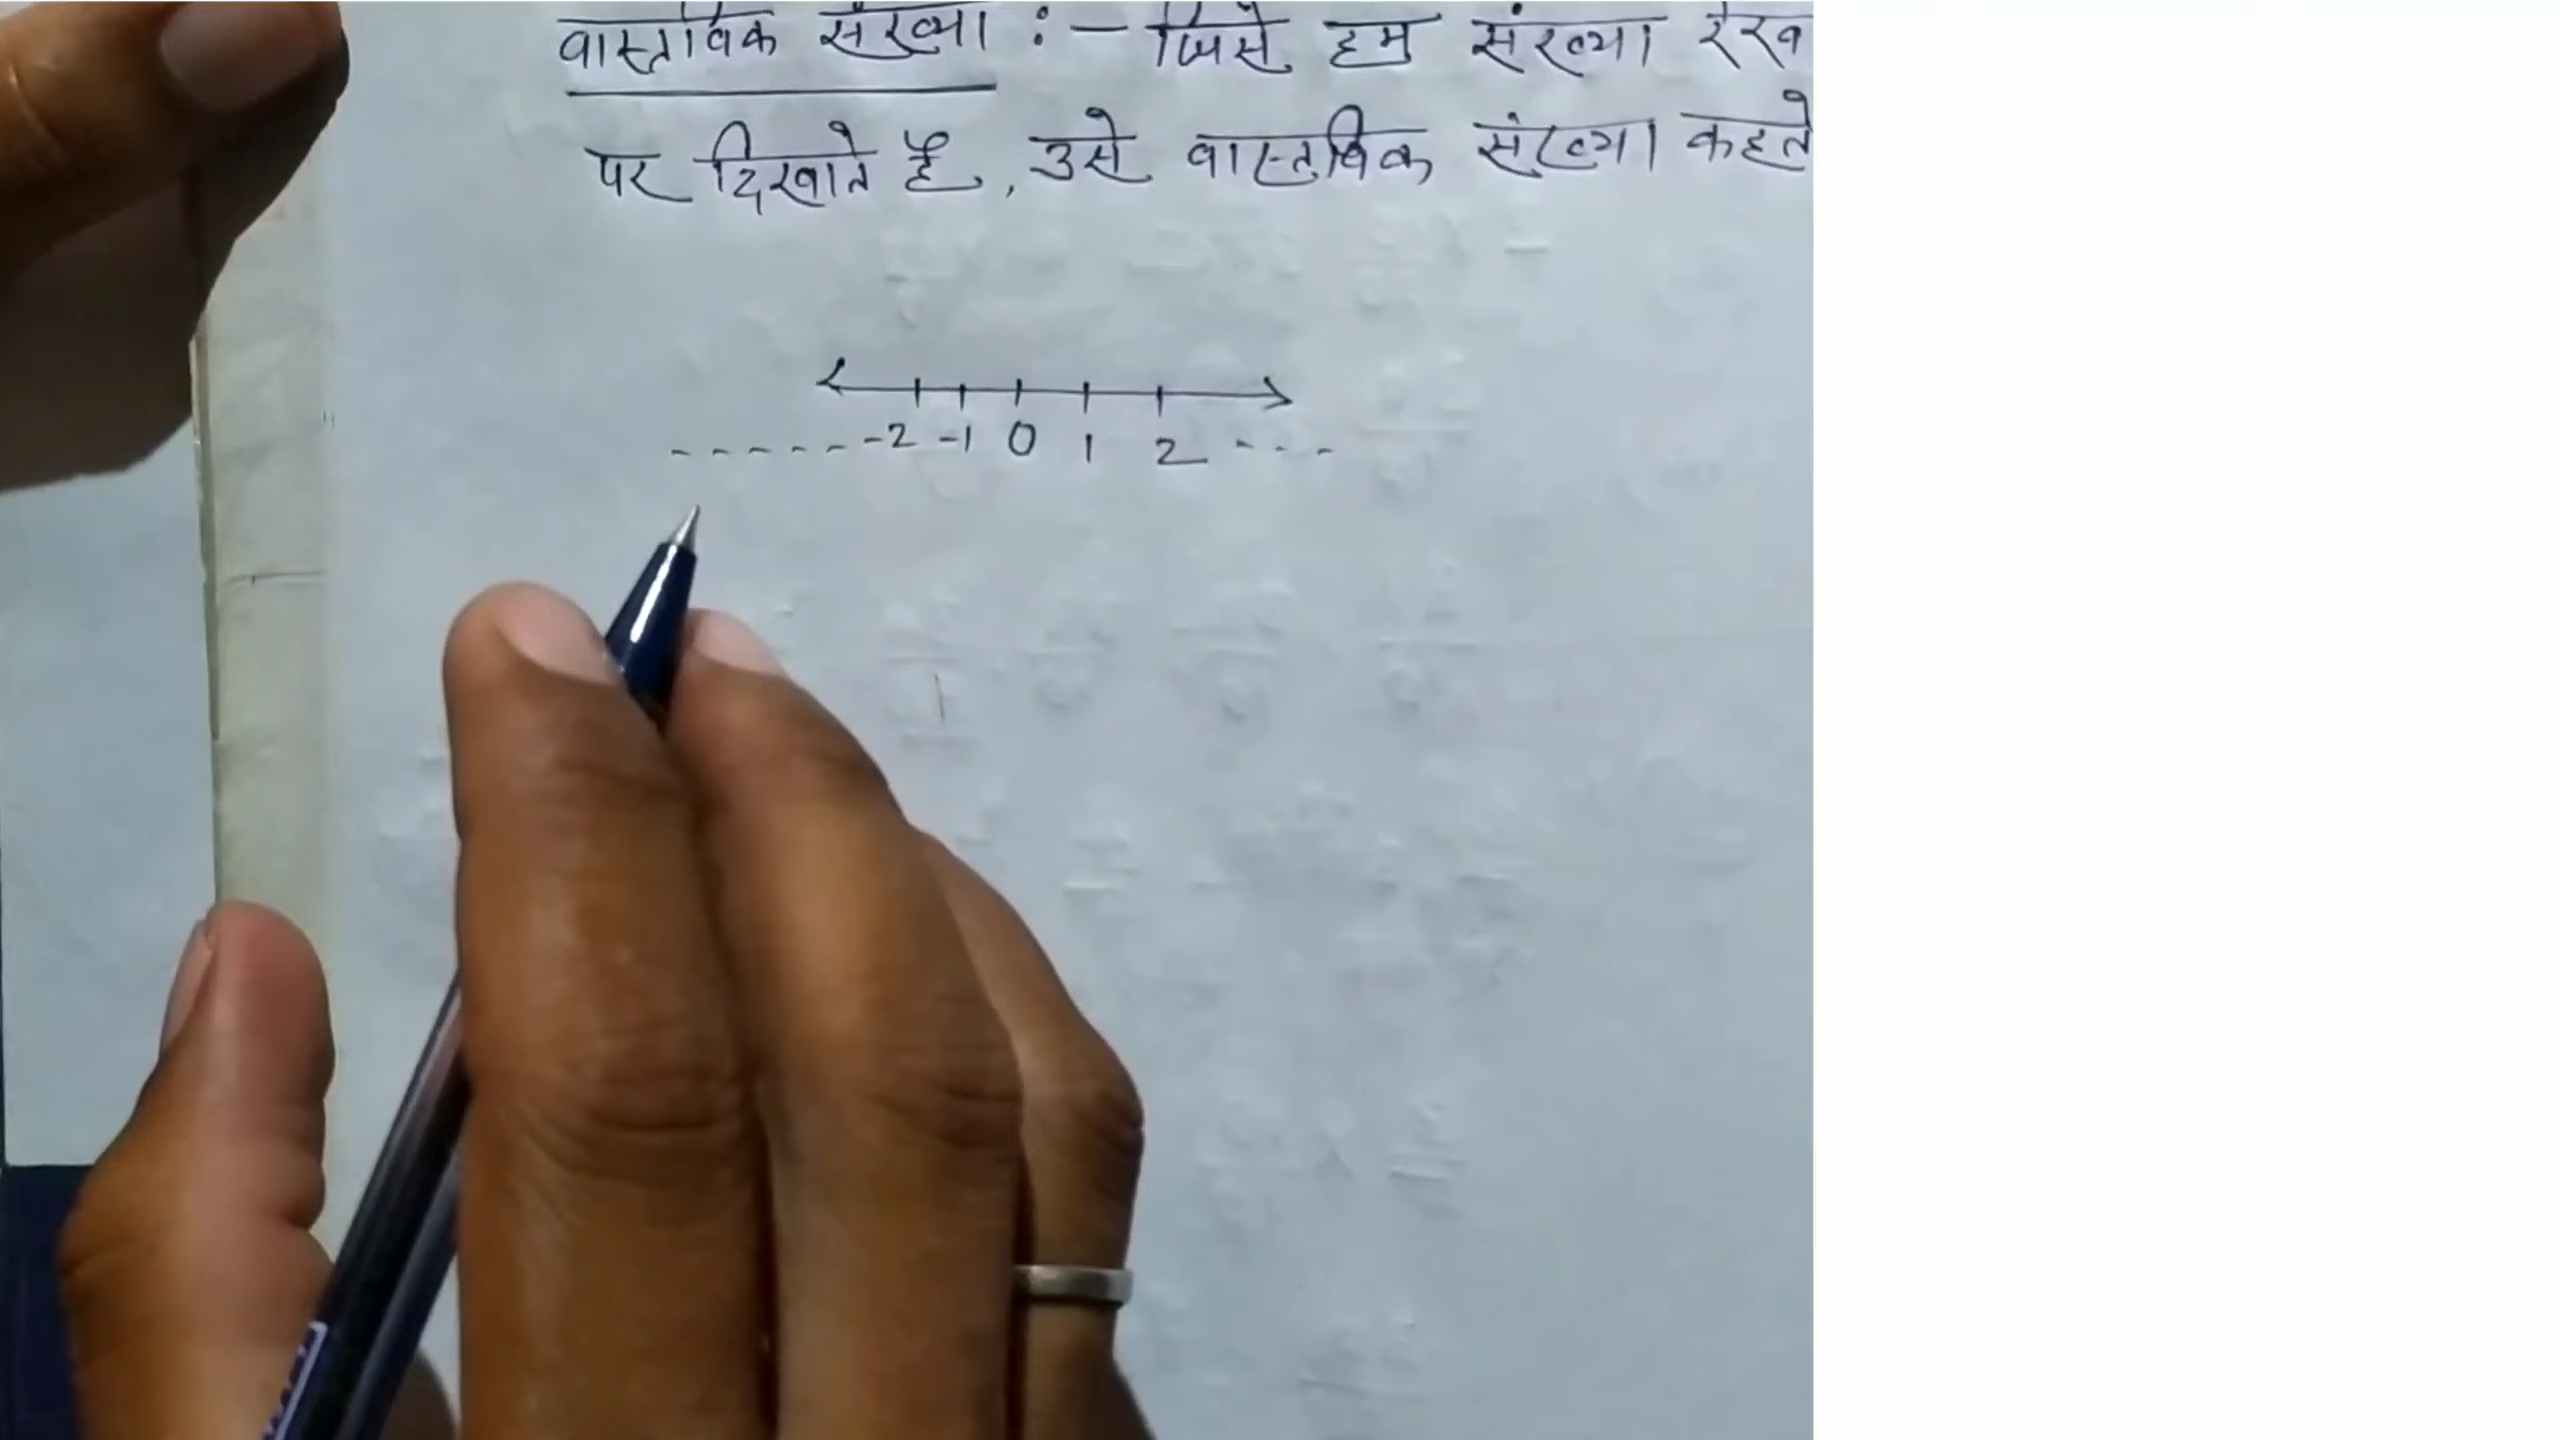 वास्तविक संख्या :- जिसे हम संख्या रेख
पर दिखाते है, उसे वास्तविक संख्या कहते
------2 -1 0 1 2 ---